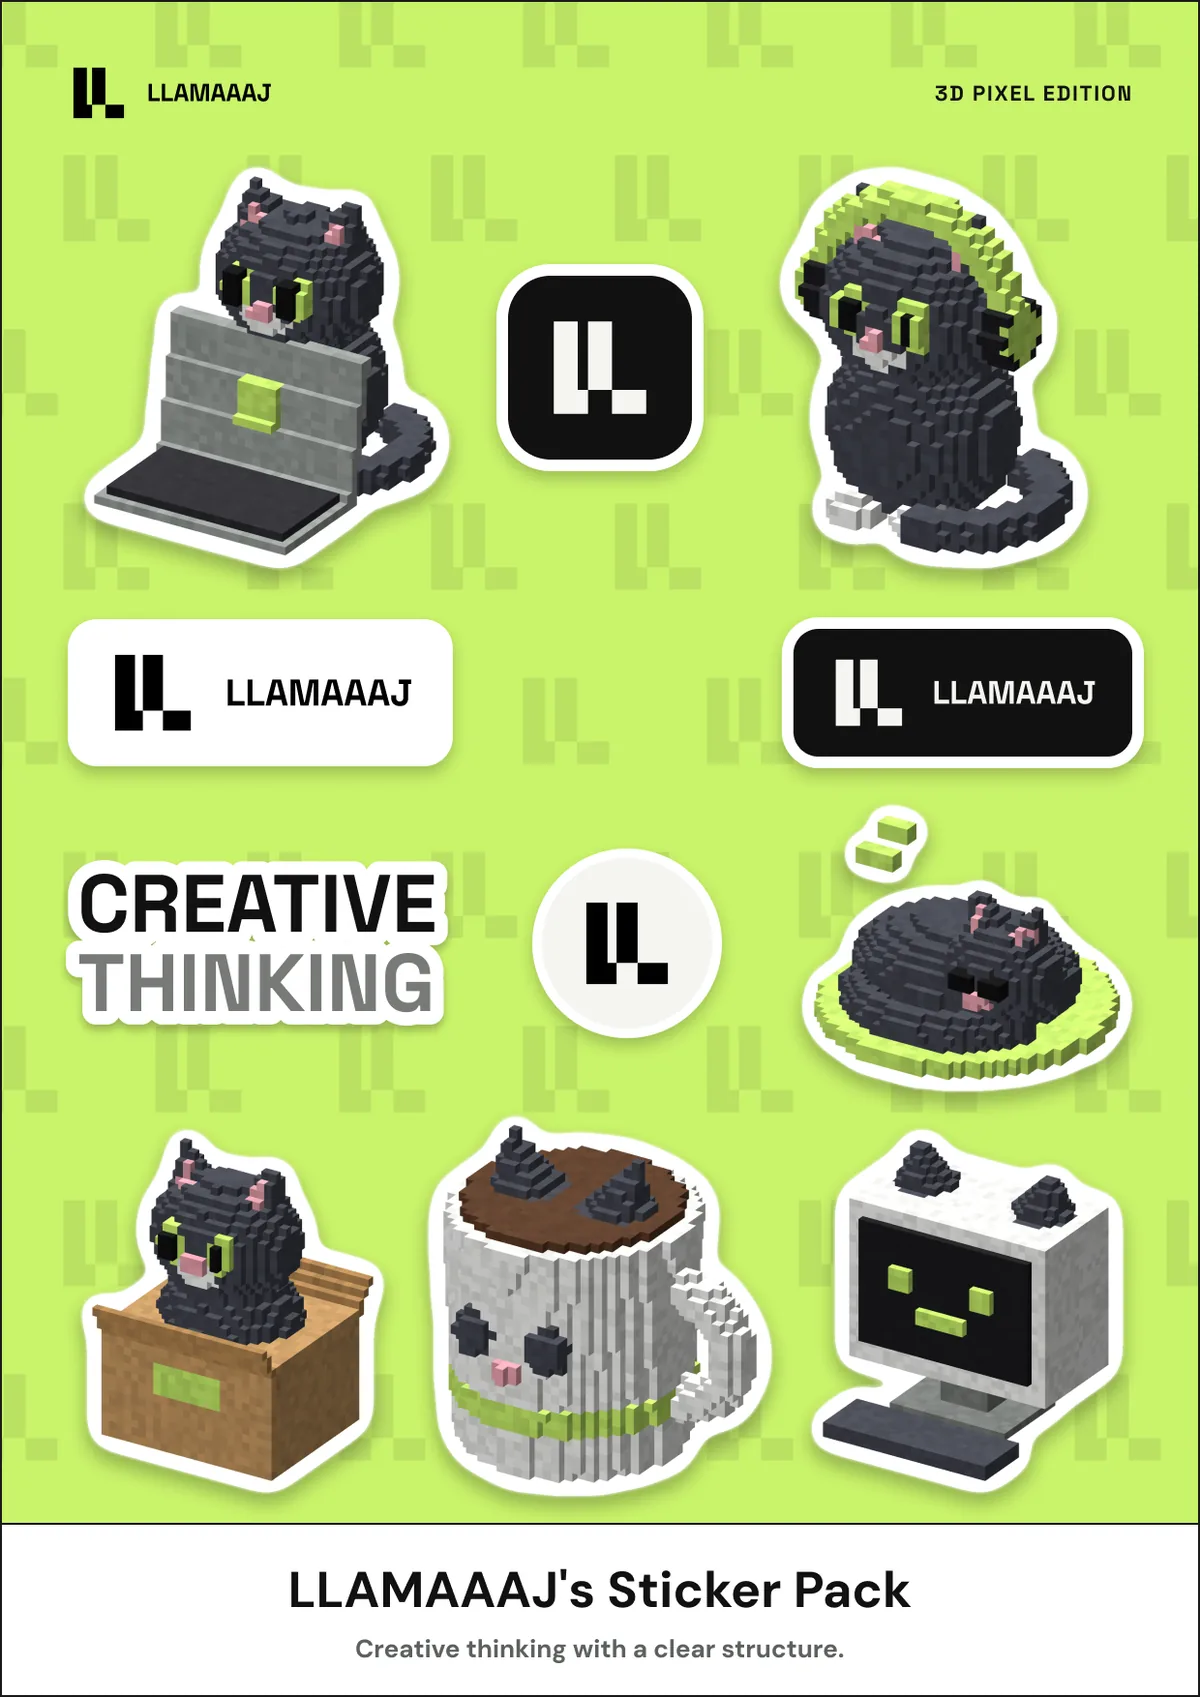 LLAMAAAJ
3D PIXEL EDITION
LLAMAAAJ
LLAMAAAJ
CREATIVE
THINKING
LLAMAAAJ's Sticker Pack
Creative thinking with a clear structure.